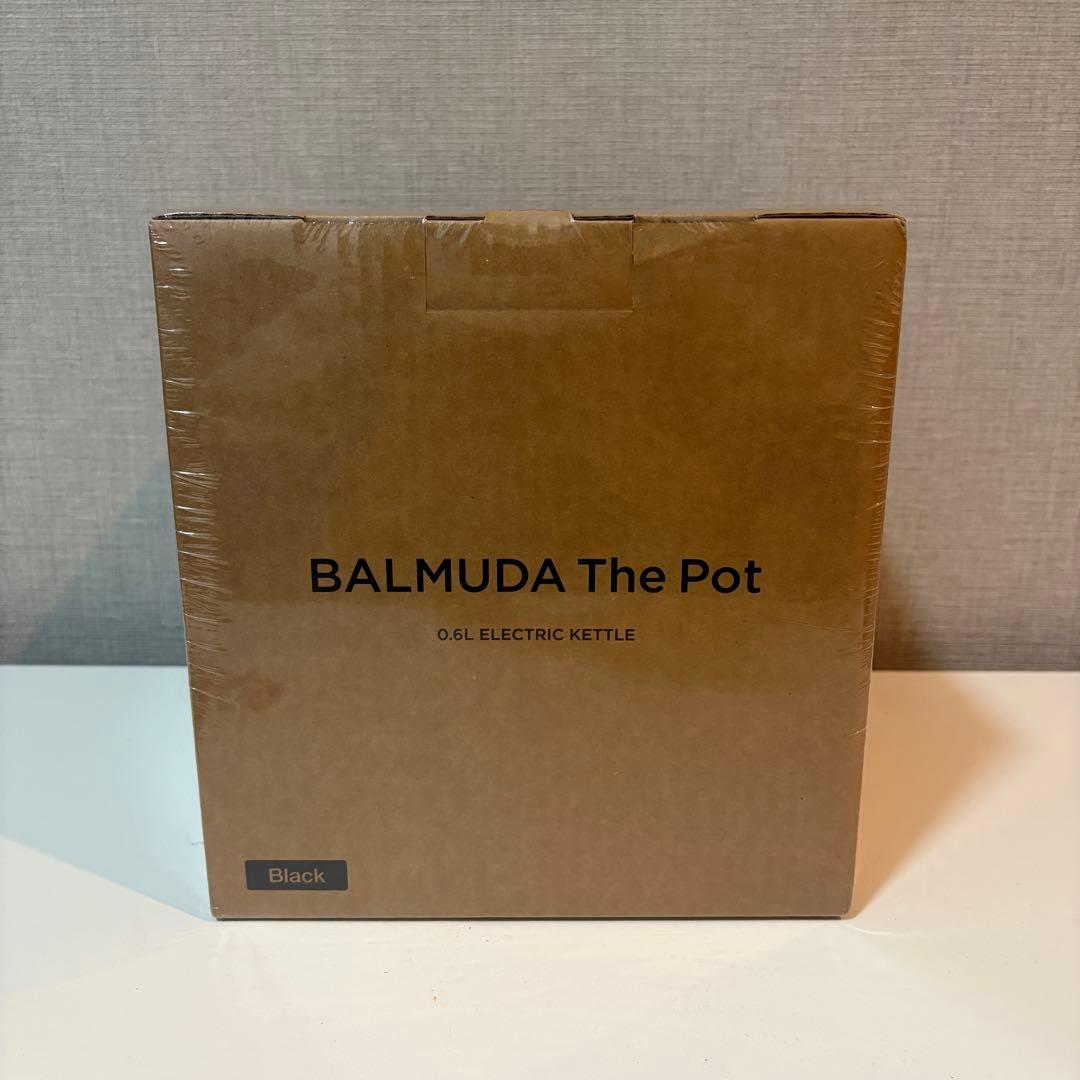 BALMUDA The Pot
0.6L ELECTRIC KETTLE
Black